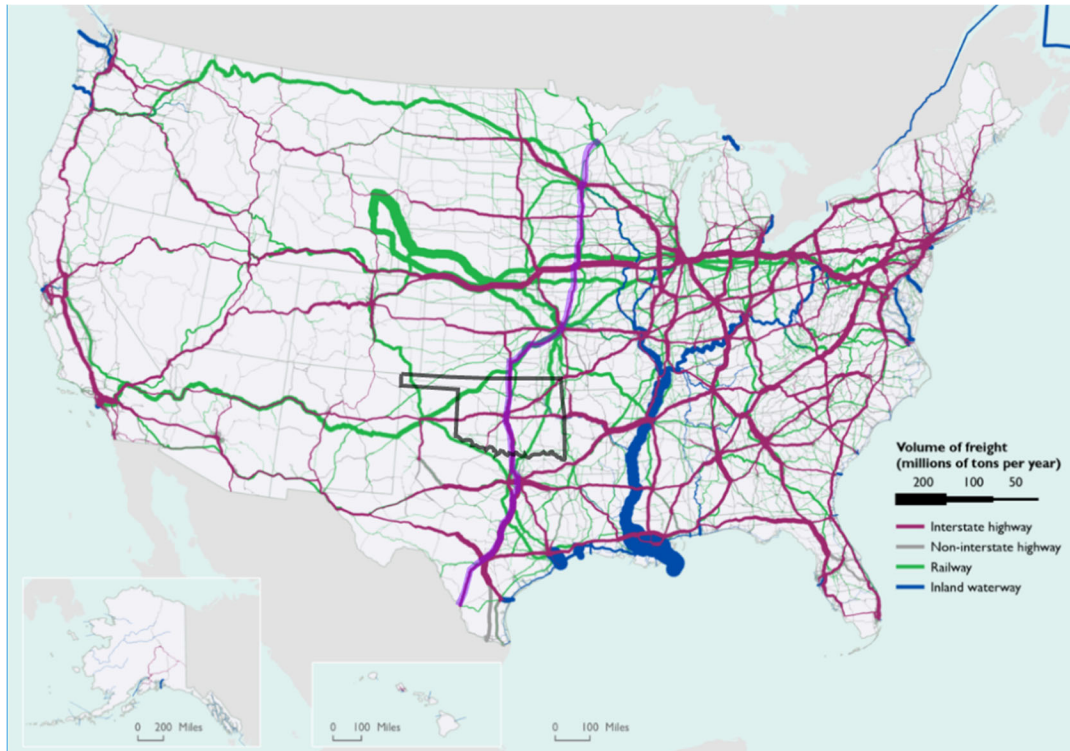 Volume of freight
(millions of tons per year)
200 100 50
Interstate highway
Non-interstate highway
Railway
Inland waterway
0 200 Miles
0 100 Miles
0 100 Miles